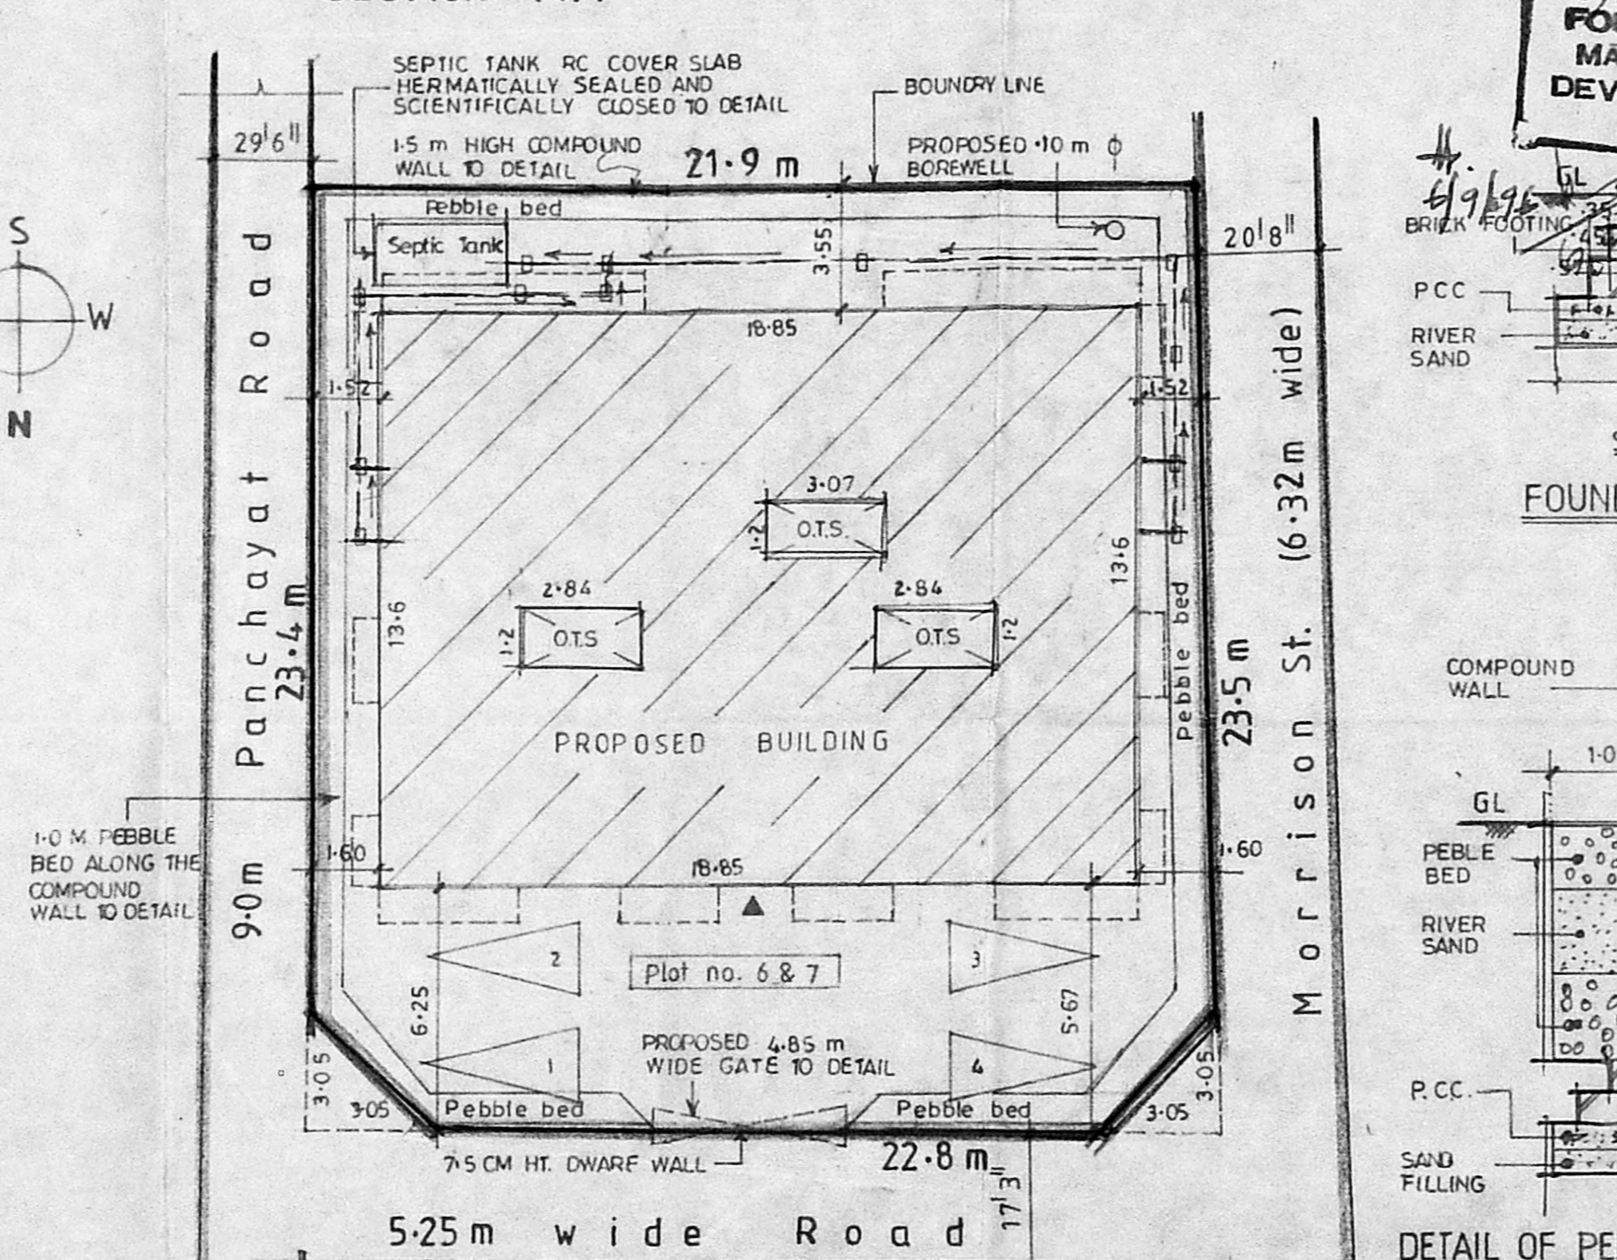 SEPTIC TANK RC COVER SLAB
HERMATICALLY SEALED AND
SCIENTIFICALLY CLOSED TO DETAIL
1.5 m HIGH COMPOUND
WALL TO DETAIL
21.9 m
BOUNDRY LINE
PROPOSED .10 m ϕ
BOREWELL
FO
MA
DEV
29'6"
6/9/96
GL
BRICK FOOTING
Pebble bed
Septic Tank
3.55
20'8"
S
W
N
PCC
RIVER
SAND
18.85
1.52
1.52
Panchayat Road
9.0m
23.4 m
Morrison St. (6.32m wide)
23.5 m
FOUN
3.07
1.2
O.T.S.
2.84
1.2
O.T.S
2.84
O.T.S
1.2
13.6
13.6
Pebble bed
PROPOSED BUILDING
COMPOUND
WALL
1.0
GL
1.0 M PEBBLE
BED ALONG THE
COMPOUND
WALL TO DETAIL
1.60
18.85
1.60
PEBLE
BED
RIVER
SAND
2
Plot no. 6 & 7
3
6.25
5.67
PROPOSED 4.85 m
WIDE GATE TO DETAIL
1
4
3.05
3.05
Pebble bed
Pebble bed
3.05
3.05
7.5 CM HT. DWARF WALL
22.8 m
17'3"
5.25m wide Road
P.CC.
SAND
FILLING
DETAIL OF PE